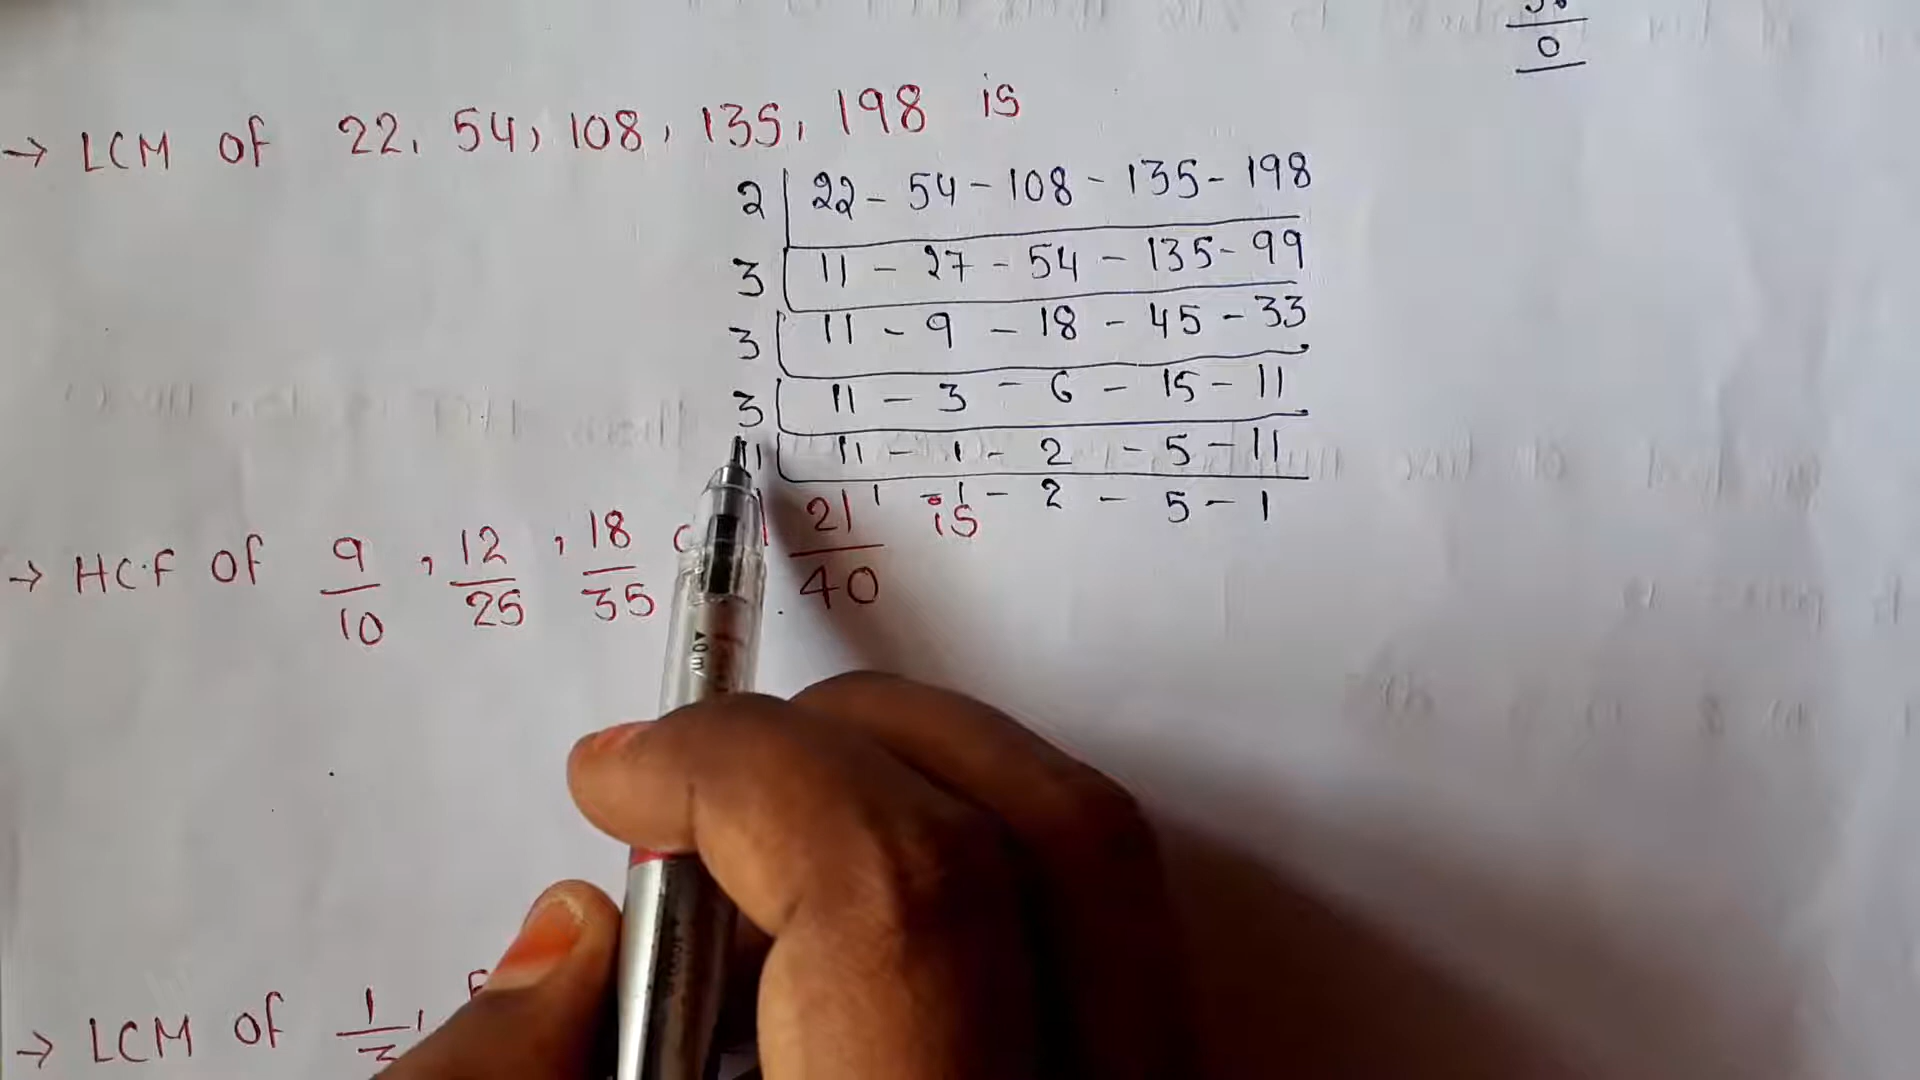 0
→ LCM of 22, 54, 108, 135, 198 is
2 | 22 - 54 - 108 - 135 - 198
3 | 11 - 27 - 54 - 135 - 99
3 | 11 - 9 - 18 - 45 - 33
3 | 11 - 3 - 6 - 15 - 11
11 | 11 - 1 - 2 - 5 - 11
1 - 1 - 2 - 5 - 1
→ H.C.F of 9/10, 12/25, 18/35 21/40 is
→ LCM of 1/3,